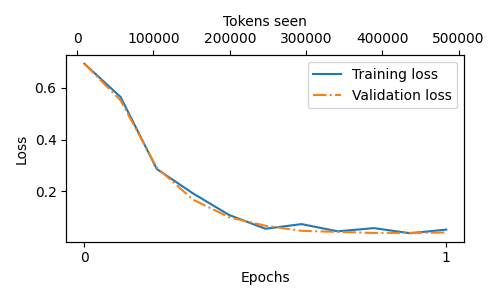 Tokens seen
0 100000 200000 300000 400000 500000
Training loss
Validation loss
0.6
0.4
0.2
Loss
0 1
Epochs